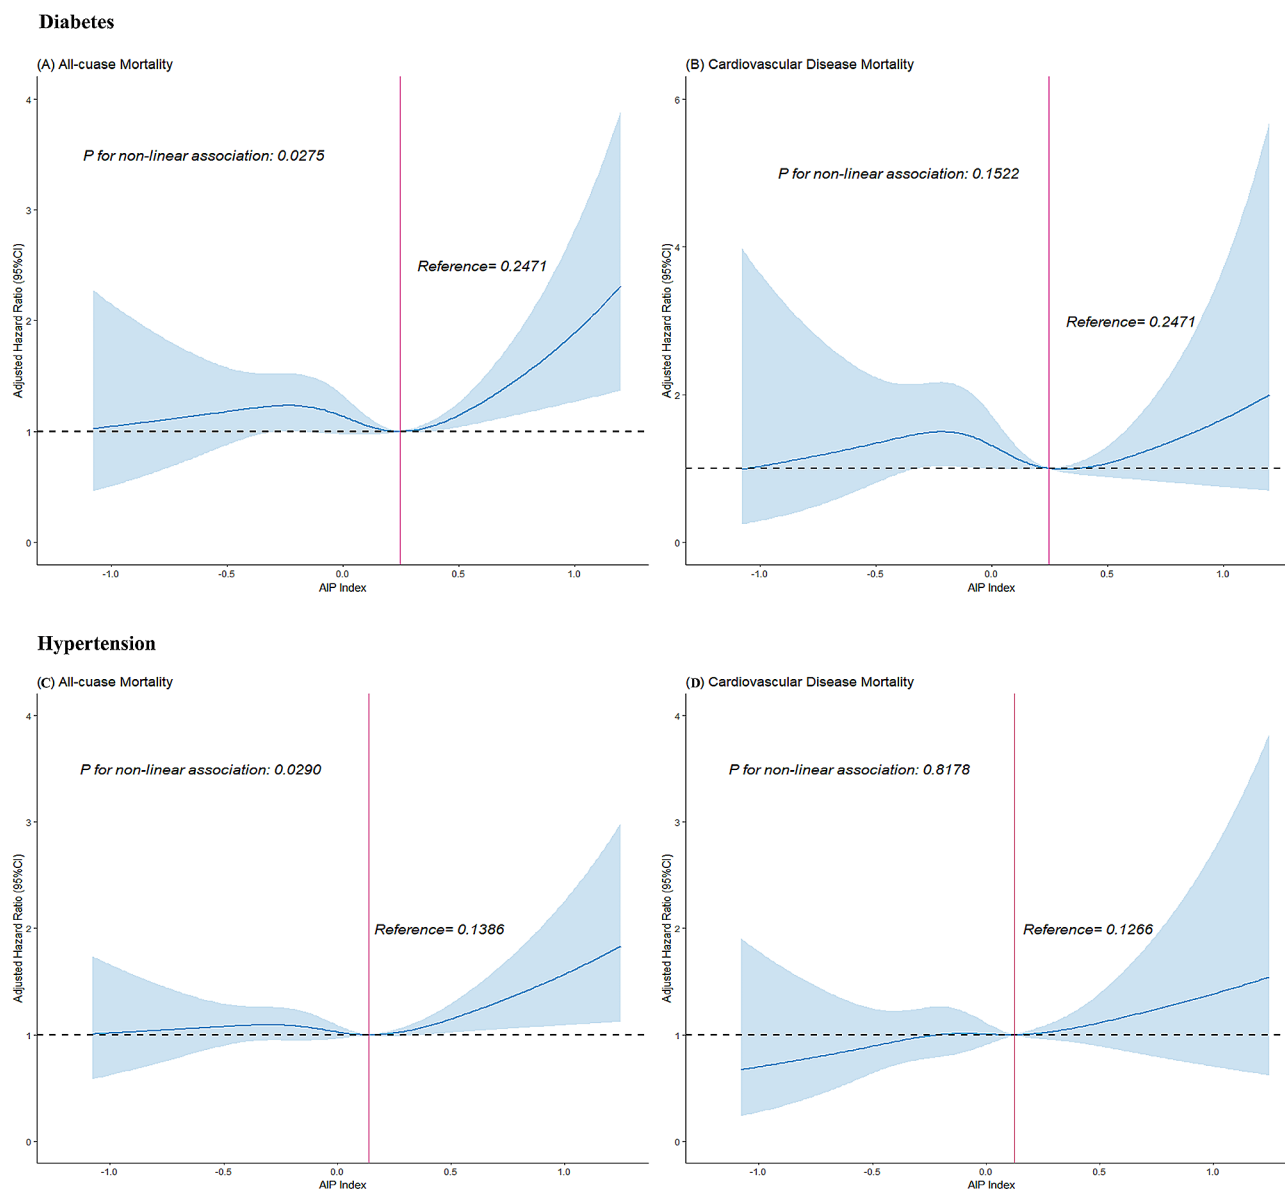 Diabetes
(A) All-cuase Mortality
4
3
2
1
0
Adjusted Hazard Ratio (95%CI)
P for non-linear association: 0.0275
Reference= 0.2471
-1.0 -0.5 0.0 0.5 1.0
AIP Index
(B) Cardiovascular Disease Mortality
6
4
2
0
Adjusted Hazard Ratio (95%CI)
P for non-linear association: 0.1522
Reference= 0.2471
-1.0 -0.5 0.0 0.5 1.0
AIP Index
Hypertension
(C) All-cuase Mortality
4
3
2
1
0
Adjusted Hazard Ratio (95%CI)
P for non-linear association: 0.0290
Reference= 0.1386
-1.0 -0.5 0.0 0.5 1.0
AIP Index
(D) Cardiovascular Disease Mortality
4
3
2
1
0
Adjusted Hazard Ratio (95%CI)
P for non-linear association: 0.8178
Reference= 0.1266
-1.0 -0.5 0.0 0.5 1.0
AIP Index